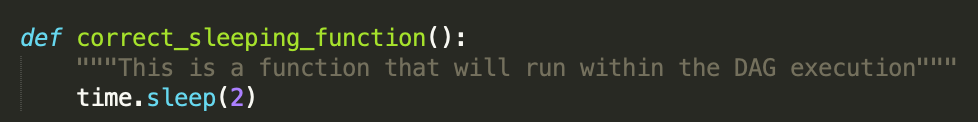 def correct_sleeping_function():
    """This is a function that will run within the DAG execution"""
    time.sleep(2)